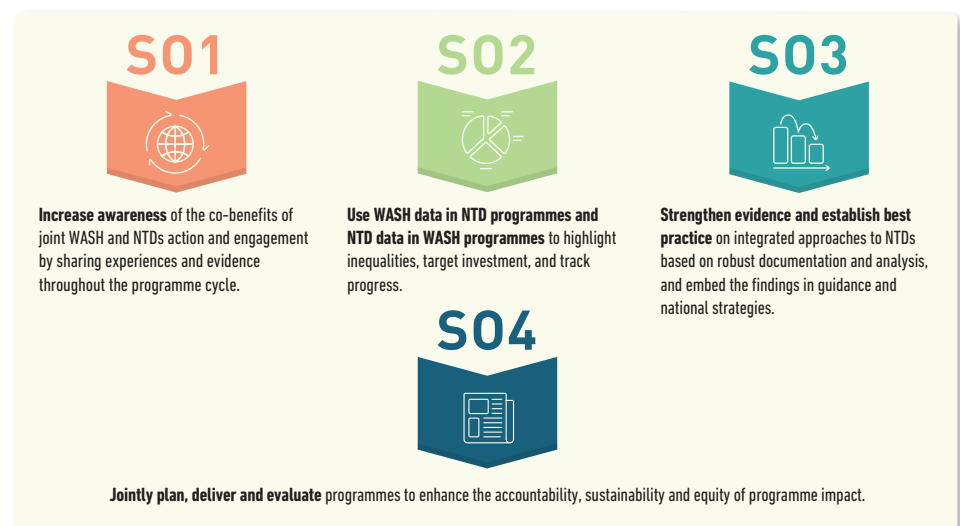 SO1
Increase awareness of the co-benefits of
joint WASH and NTDs action and engagement
by sharing experiences and evidence
throughout the programme cycle.
SO2
Use WASH data in NTD programmes and
NTD data in WASH programmes to highlight
inequalities, target investment, and track
progress.
SO3
Strengthen evidence and establish best
practice on integrated approaches to NTDs
based on robust documentation and analysis,
and embed the findings in guidance and
national strategies.
SO4
Jointly plan, deliver and evaluate programmes to enhance the accountability, sustainability and equity of programme impact.